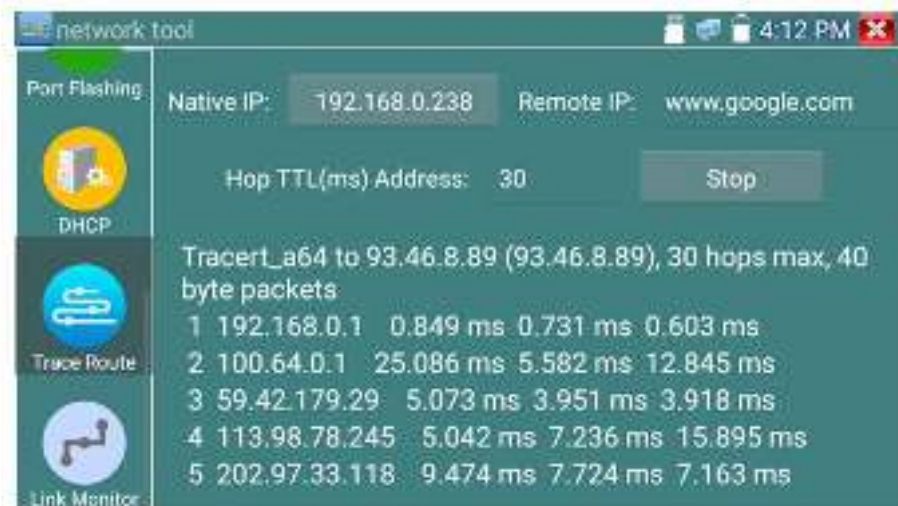 network tool
4:12 PM
Port Flashing
Native IP: 192.168.0.238 Remote IP: www.google.com
Hop TTL(ms) Address: 30 Stop
DHCP
Tracert_a64 to 93.46.8.89 (93.46.8.89), 30 hops max, 40
byte packets
1 192.168.0.1 0.849 ms 0.731 ms 0.603 ms
Trace Route
2 100.64.0.1 25.086 ms 5.582 ms 12.845 ms
3 59.42.179.29 5.073 ms 3.951 ms 3.918 ms
4 113.98.78.245 5.042 ms 7.236 ms 15.895 ms
5 202.97.33.118 9.474 ms 7.724 ms 7.163 ms
Link Monitor